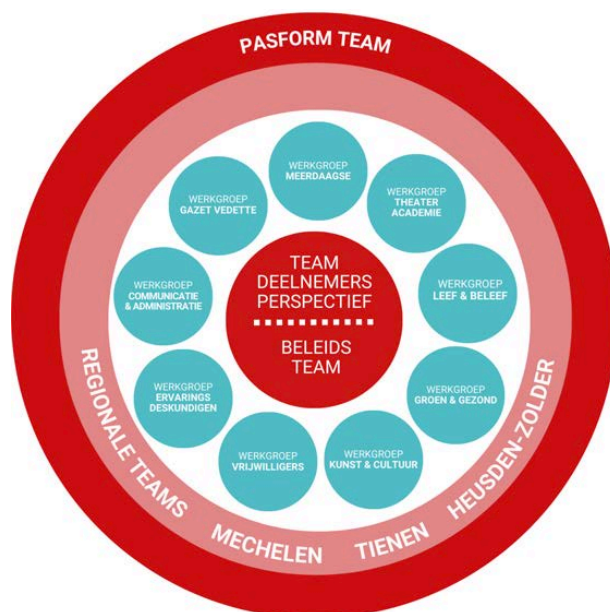 PASFORM TEAM
WERKGROEP
MEERDAAGSE
WERKGROEP
THEATER
ACADEMIE
WERKGROEP
LEEF & BELEEF
WERKGROEP
GROEN & GEZOND
WERKGROEP
KUNST & CULTUUR
WERKGROEP
VRIJWILLIGERS
WERKGROEP
ERVARINGS
DESKUNDIGEN
WERKGROEP
COMMUNICATIE
& ADMINISTRATIE
WERKGROEP
GAZET VEDETTE
TEAM
DEELNEMERS
PERSPECTIEF
BELEIDS
TEAM
REGIONALE TEAMS
MECHELEN
TIENEN
HEUSDEN-ZOLDER